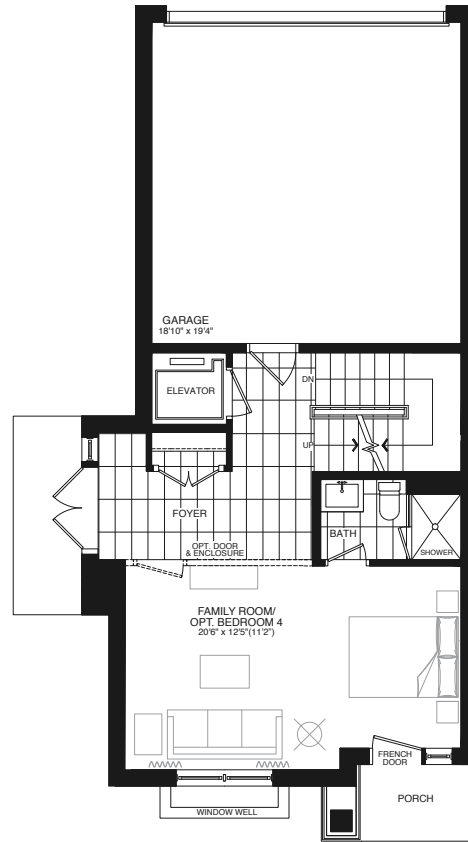 GARAGE
18'10" x 19'4"
ELEVATOR
DN
UP
FOYER
OPT. DOOR
& ENCLOSURE
BATH
SHOWER
FAMILY ROOM/
OPT. BEDROOM 4
20'6" x 12'5"(11'2")
FRENCH
DOOR
PORCH
WINDOW WELL